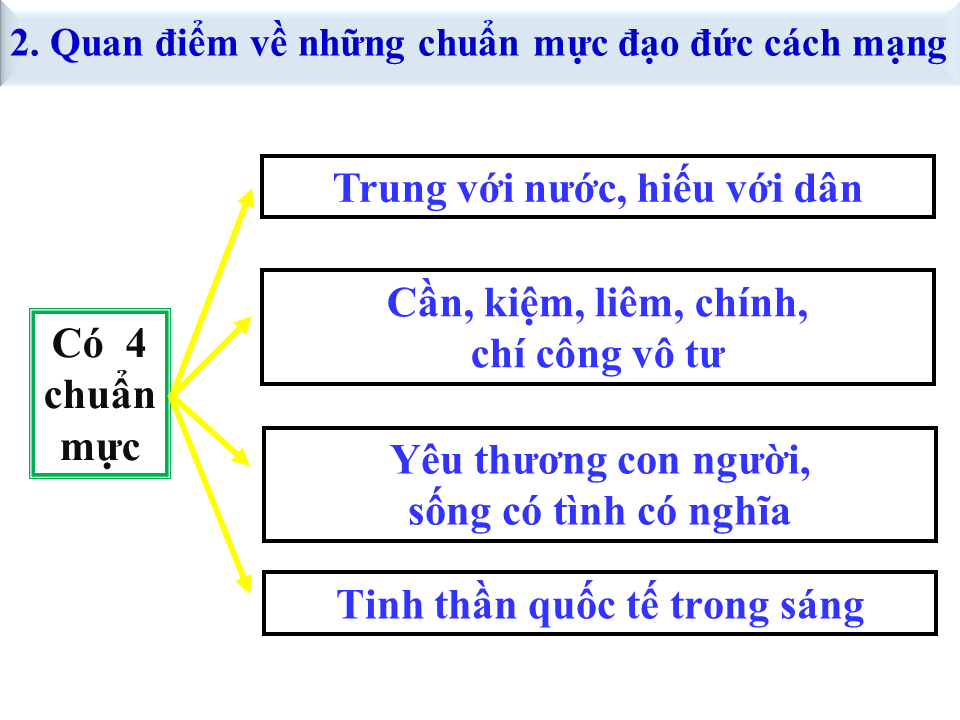 2. Quan điểm về những chuẩn mực đạo đức cách mạng
Trung với nước, hiếu với dân
Cần, kiệm, liêm, chính,
chí công vô tư
Có 4
chuẩn
mực
Yêu thương con người,
sống có tình có nghĩa
Tinh thần quốc tế trong sáng